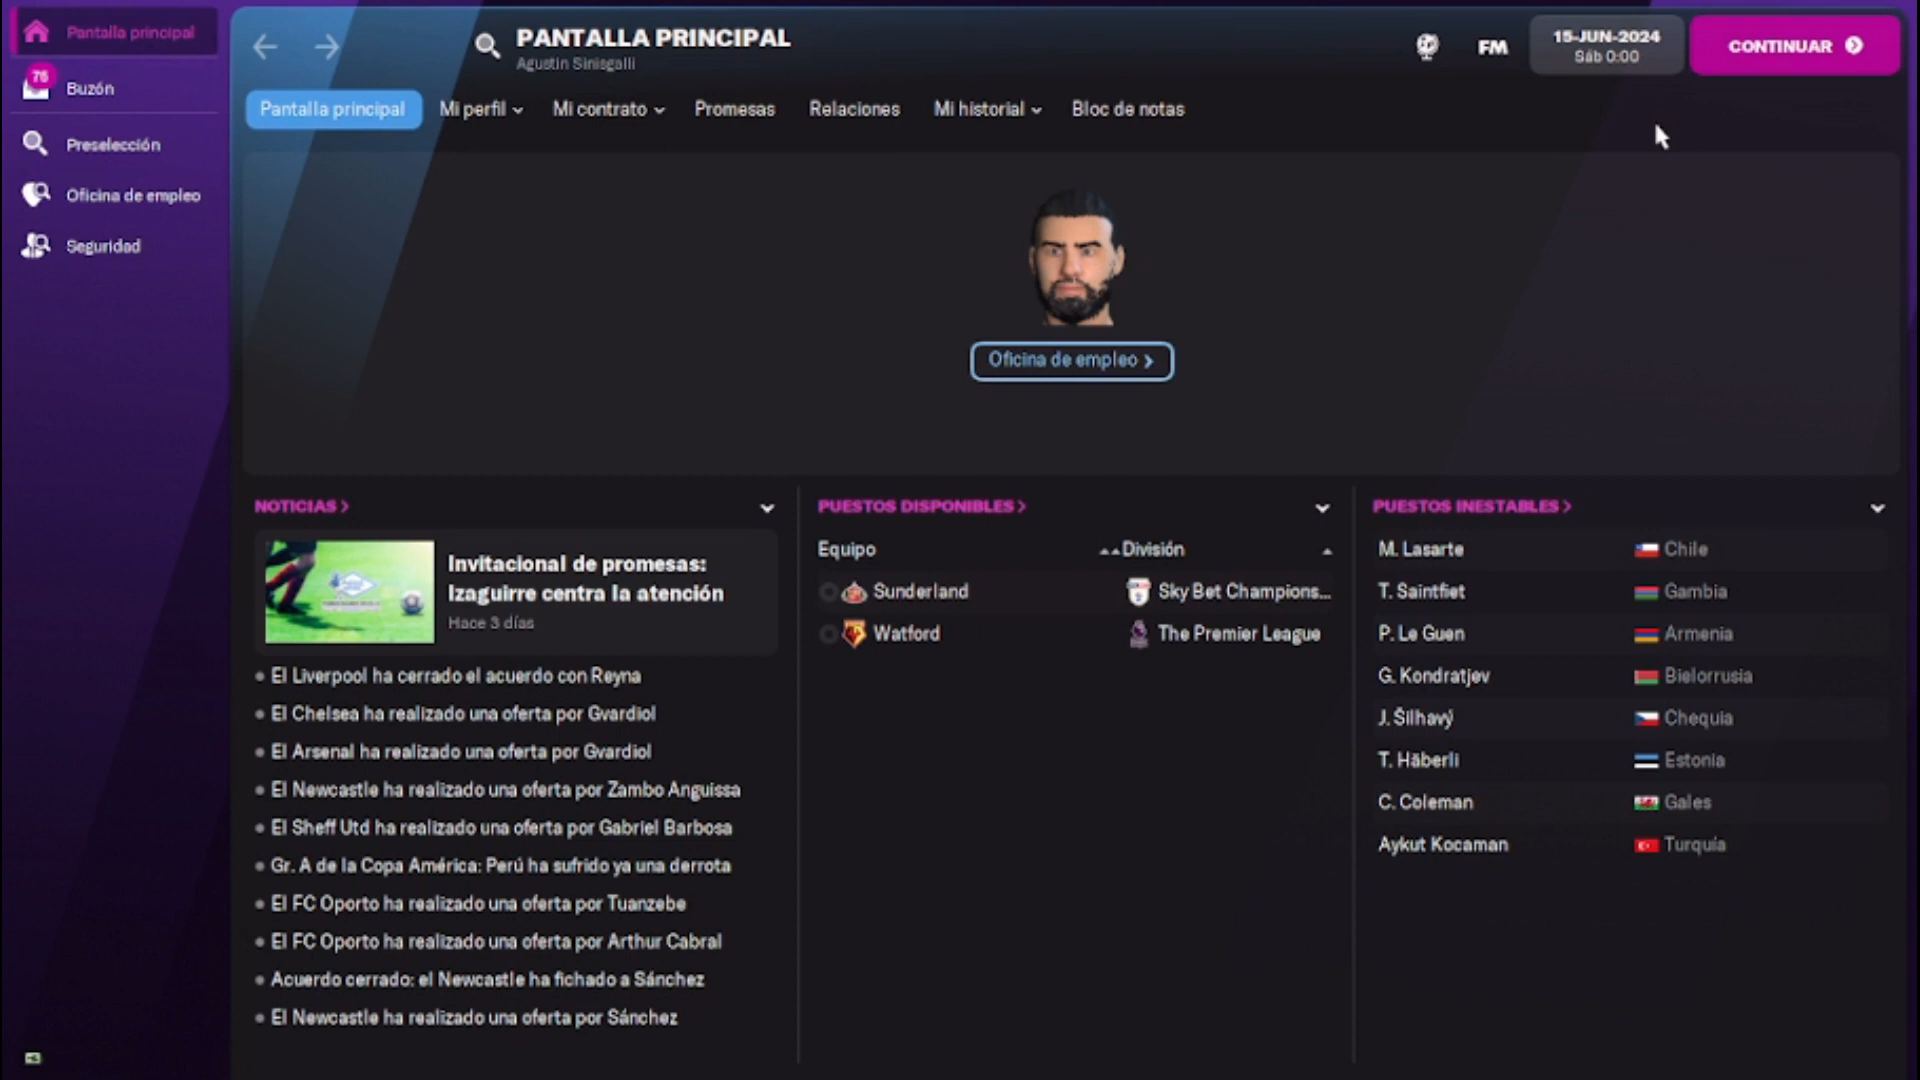 Pantalla principal
76
Buzón
Preselección
Oficina de empleo
Seguridad
PANTALLA PRINCIPAL
Agustin Sinisgalli
FM
15-JUN-2024
Sáb 0:00
CONTINUAR
Pantalla principal
Mi perfil
Mi contrato
Promesas
Relaciones
Mi historial
Bloc de notas
Oficina de empleo >
NOTICIAS >
Invitacional de promesas:
Izaguirre centra la atención
Hace 3 días
El Liverpool ha cerrado el acuerdo con Reyna
El Chelsea ha realizado una oferta por Gvardiol
El Arsenal ha realizado una oferta por Gvardiol
El Newcastle ha realizado una oferta por Zambo Anguissa
El Sheff Utd ha realizado una oferta por Gabriel Barbosa
Gr. A de la Copa América: Perú ha sufrido ya una derrota
El FC Oporto ha realizado una oferta por Tuanzebe
El FC Oporto ha realizado una oferta por Arthur Cabral
Acuerdo cerrado: el Newcastle ha fichado a Sánchez
El Newcastle ha realizado una oferta por Sánchez
PUESTOS DISPONIBLES >
Equipo División
Sunderland Sky Bet Champions...
Watford The Premier League
PUESTOS INESTABLES >
M. Lasarte Chile
T. Saintfiet Gambia
P. Le Guen Armenia
G. Kondratjev Bielorrusia
J. Šilhavý Chequia
T. Häberli Estonia
C. Coleman Gales
Aykut Kocaman Turquía